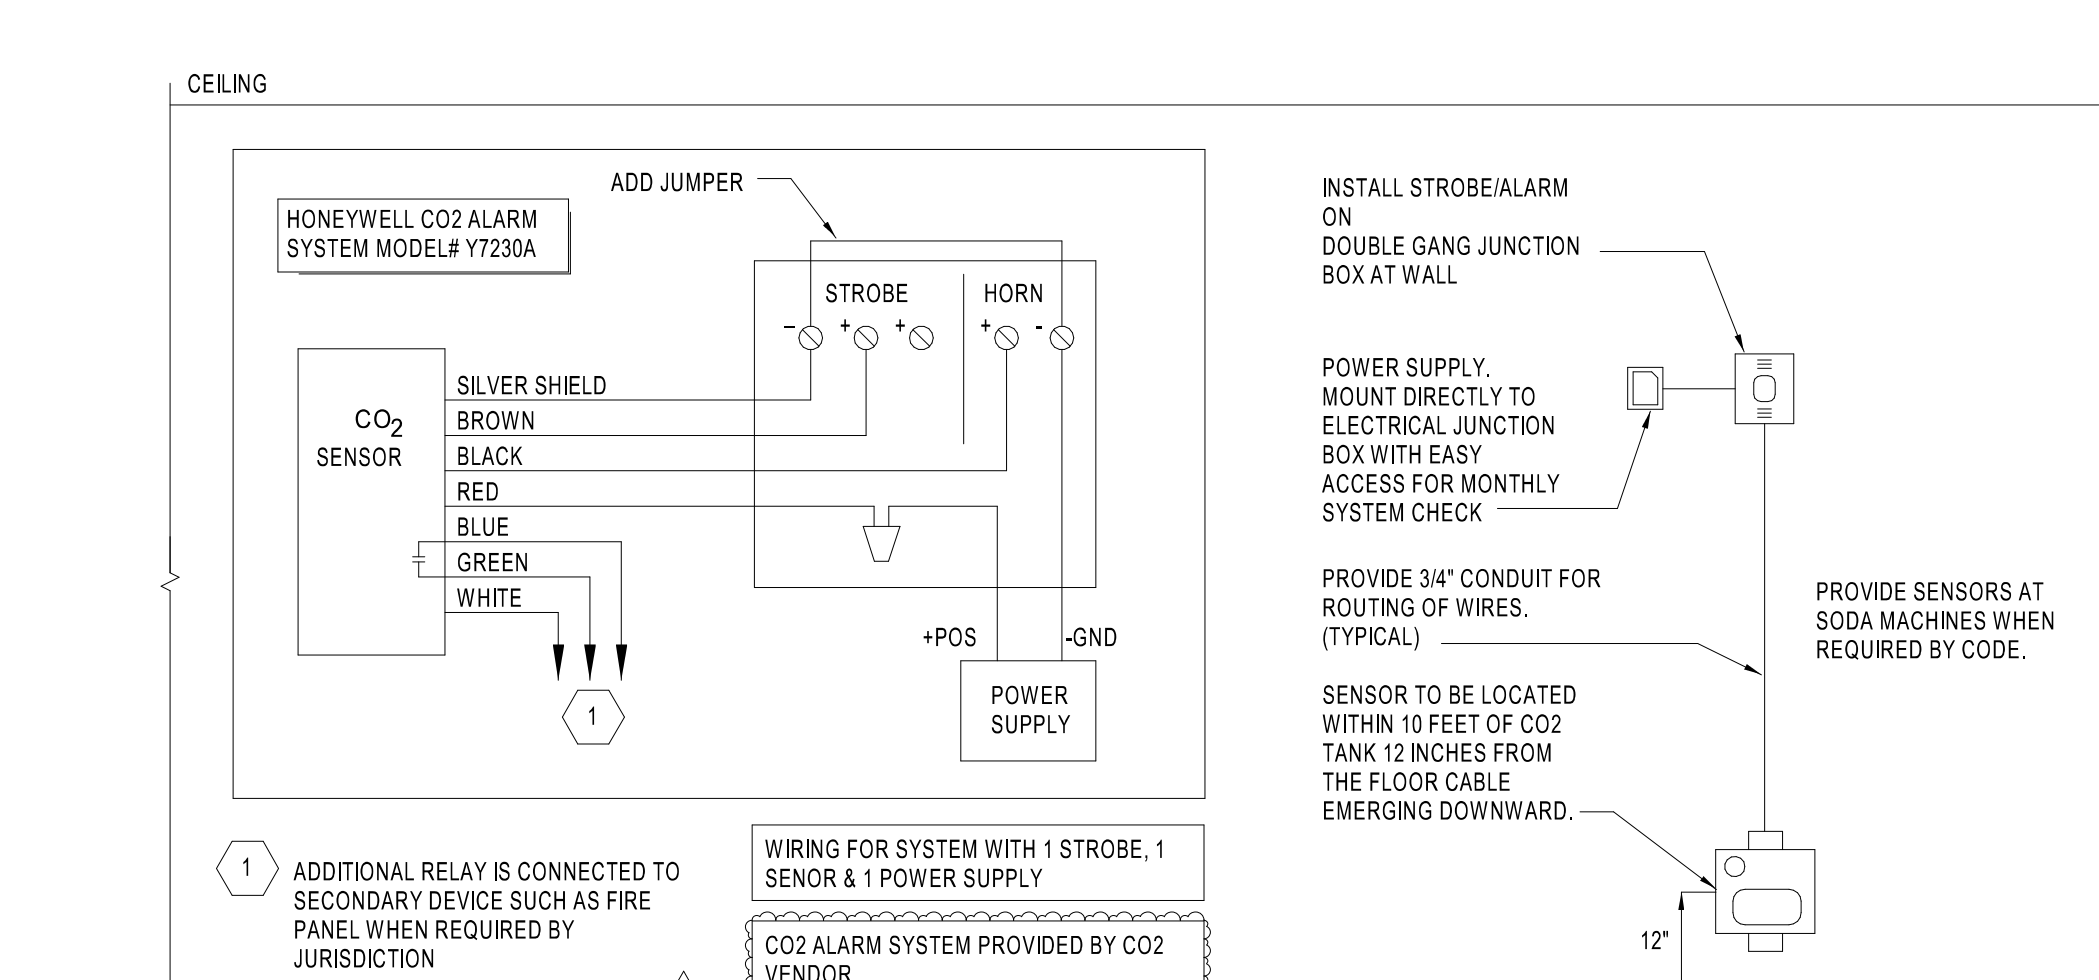 CEILING
ADD JUMPER
HONEYWELL CO2 ALARM
SYSTEM MODEL# Y7230A
STROBE
HORN
– + + + -
CO2
SENSOR
SILVER SHIELD
BROWN
BLACK
RED
BLUE
GREEN
WHITE
+POS
-GND
POWER
SUPPLY
1
1
ADDITIONAL RELAY IS CONNECTED TO
SECONDARY DEVICE SUCH AS FIRE
PANEL WHEN REQUIRED BY
JURISDICTION
WIRING FOR SYSTEM WITH 1 STROBE, 1
SENOR & 1 POWER SUPPLY
CO2 ALARM SYSTEM PROVIDED BY CO2
VENDOR
INSTALL STROBE/ALARM
ON
DOUBLE GANG JUNCTION
BOX AT WALL
POWER SUPPLY.
MOUNT DIRECTLY TO
ELECTRICAL JUNCTION
BOX WITH EASY
ACCESS FOR MONTHLY
SYSTEM CHECK
PROVIDE 3/4" CONDUIT FOR
ROUTING OF WIRES.
(TYPICAL)
PROVIDE SENSORS AT
SODA MACHINES WHEN
REQUIRED BY CODE.
SENSOR TO BE LOCATED
WITHIN 10 FEET OF CO2
TANK 12 INCHES FROM
THE FLOOR CABLE
EMERGING DOWNWARD.
12"